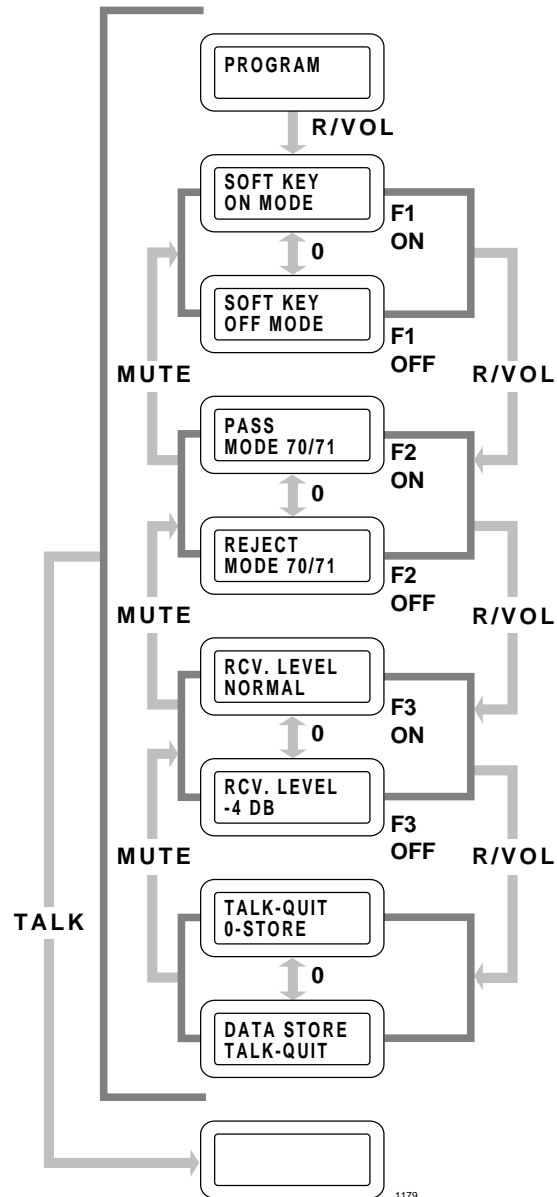 PROGRAM
R/VOL
SOFT KEY
ON MODE
F1
ON
0
SOFT KEY
OFF MODE
F1
OFF
MUTE
R/VOL
PASS
MODE 70/71
F2
ON
0
REJECT
MODE 70/71
F2
OFF
MUTE
R/VOL
RCV. LEVEL
NORMAL
F3
ON
0
RCV. LEVEL
-4 DB
F3
OFF
MUTE
R/VOL
TALK
TALK-QUIT
0-STORE
0
DATA STORE
TALK-QUIT
1179